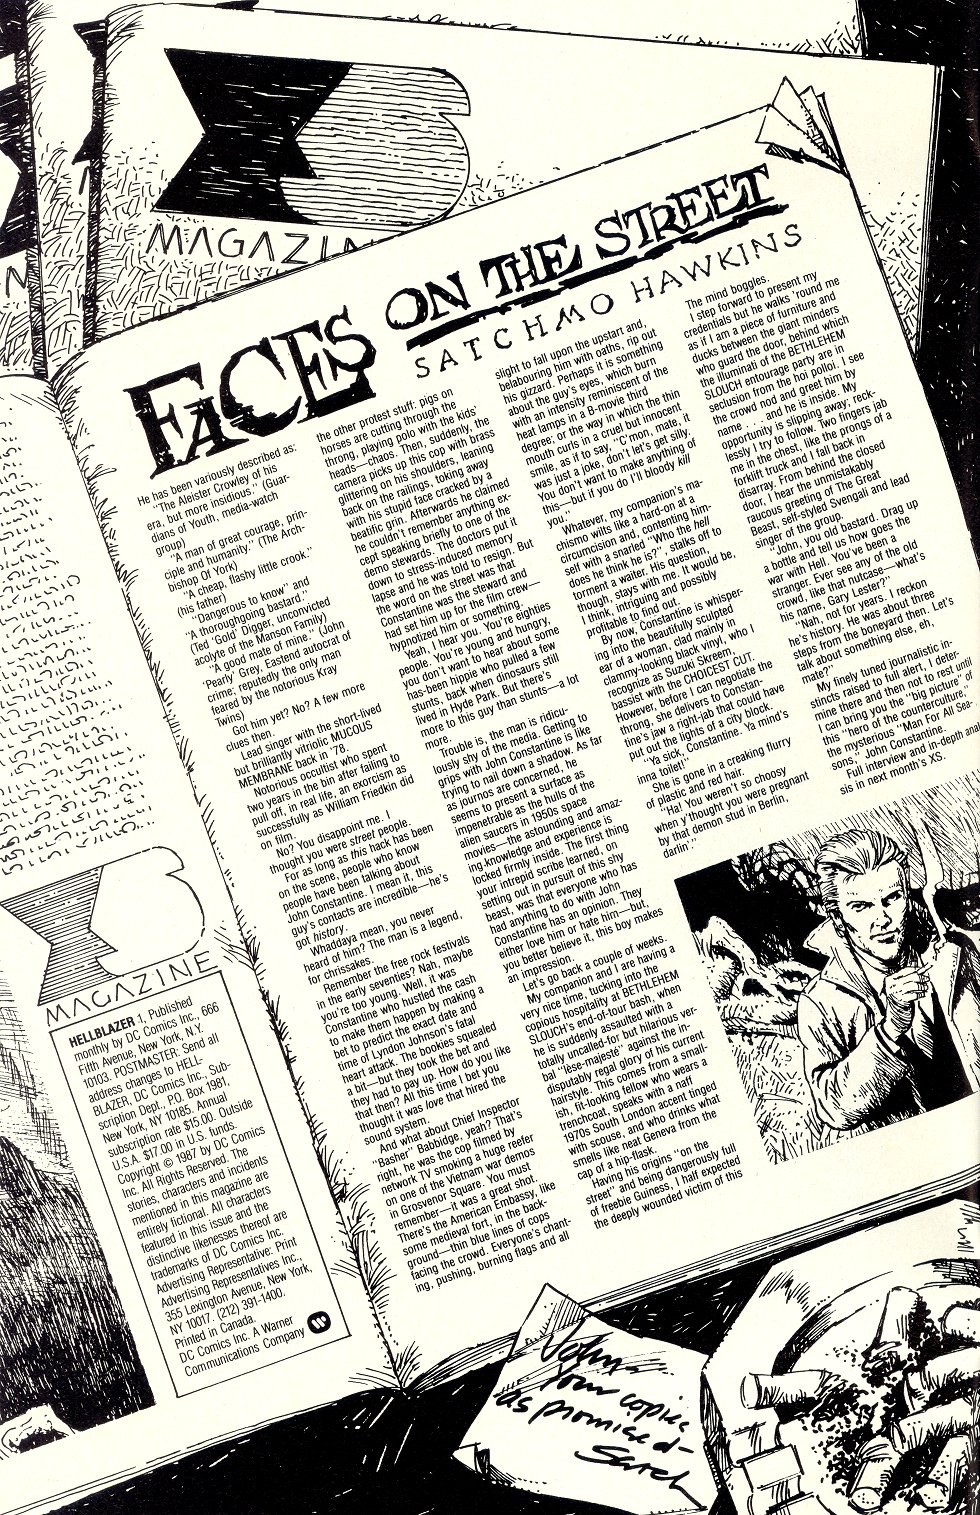 XS
MAGAZINE
FACES ON THE STREET
SATCHMO HAWKINS
He has been variously described as:
"The Aleister Crowley of his
era, but more insidious." (Guar-
dians of Youth, media-watch
group)
"A man of great courage, prin-
ciple and humanity." (The Arch-
bishop Of York)
"A cheap, flashy little crook."
(his father)
"Dangerous to know" and
"A thoroughgoing bastard."
(Ted 'Gold' Digger, unconvicted
acolyte of the Manson Family)
"A good mate of mine." (John
'Pearly' Grey, Eastend autocrat of
crime; reputedly the only man
feared by the notorious Kray
Twins)
Got him yet? No? A few more
clues then.
Lead singer with the short-lived
but brilliantly vitriolic MUCOUS
MEMBRANE back in '78.
Notorious occultist who spent
two years in the bin after failing to
pull off, in real life, an exorcism as
successfully as William Friedkin did
on film.
No? You disappoint me. I
thought you were street people.
For as long as this hack has been
on the scene, people who know
people have been talking about
John Constantine. I mean it, this
guy's contacts are incredible—he's
got history.
Whaddaya mean, you never
heard of him? The man is a legend,
for chrissakes.
Remember the free rock festivals
in the early seventies? Nah, maybe
you're too young. Well, it was
Constantine who hustled the cash
to make them happen by making a
bet to predict the exact date and
time of Lyndon Johnson's fatal
heart attack. The bookies squealed
a bit—but they took the bet and
they had to pay up. How do you like
that then? All this time I bet you
thought it was love that hired the
sound system.
And what about Chief Inspector
"Basher" Babbidge, yeah? That's
right, he was the cop filmed by
network TV smoking a huge reefer
on one of the Vietnam war demos
in Grosvenor Square. You must
remember—it was a great shot.
There's the American Embassy, like
some medieval fort, in the back-
ground—thin blue lines of cops
facing the crowd. Everyone's chant-
ing, pushing, burning flags and all
the other protest stuff: pigs on
horses are cutting through the
throng, playing polo with the kids'
heads—chaos. Then, suddenly, the
camera picks up this cop with brass
glittering on his shoulders, leaning
back on the railings, toking away
with his stupid face cracked by a
beatific grin. Afterwards he claimed
he couldn't remember anything ex-
cept speaking briefly to one of the
demo stewards. The doctors put it
down to stress-induced memory
lapse and he was told to resign. But
the word on the street was that
Constantine was the steward and
had set him up for the film crew—
hypnotized him or something.
Yeah, I hear you. You're eighties
people. You're young and hungry,
you don't want to hear about some
has-been hippie who pulled a few
stunts, back when dinosaurs still
lived in Hyde Park. But there's
more to this guy than stunts—a lot
more.
Trouble is, the man is ridicu-
lously shy of the media. Getting to
grips with John Constantine is like
trying to nail down a shadow. As far
as journos are concerned, he
seems to present a surface as
impenetrable as the hulls of the
alien saucers in 1950s space
movies—the astounding and amaz-
ing knowledge and experience is
locked firmly inside. The first thing
your intrepid scribe learned, on
setting out in pursuit of this shy
beast, was that everyone who has
had anything to do with John
Constantine has an opinion. They
either love him or hate him—but,
you better believe it, this boy makes
an impression.
Let's go back a couple of weeks.
My companion and I are having a
very nice time, tucking into the
copious hospitality at BETHLEHEM
SLOUCH's end-of-tour bash, when
he is suddenly assaulted with a
totally uncalled-for but hilarious ver-
bal "lèse-majesté" against the in-
disputably regal glory of his current
hairstyle. This comes from a small-
ish, fit-looking fellow who wears a
trenchcoat, speaks with a naff
1970s South London accent tinged
with scouse, and who drinks what
smells like neat Geneva from the
cap of a hip-flask.
Having his origins "on the
street" and being dangerously full
of freebie Guiness, I half expected
the deeply wounded victim of this
slight to fall upon the upstart and,
belabouring him with oaths, rip out
his gizzard. Perhaps it is something
about the guy's eyes, which burn
with an intensity reminiscent of the
heat lamps in a B-movie third
degree; or the way in which the thin
mouth curls in a cruel but innocent
smile, as if to say, "C'mon, mate, it
was just a joke, don't let's get silly.
You don't want to make anything of
this—but if you do I'll bloody kill
you."
Whatever, my companion's ma-
chismo wilts like a hard-on at a
circumcision and, contenting him-
self with a snarled "Who the hell
does he think he is?", stalks off to
torment a waiter. His question,
though, stays with me. It would be,
I think, intriguing and possibly
profitable to find out.
By now, Constantine is whisper-
ing into the beautifully sculpted
ear of a woman, clad mainly in
clammy-looking black vinyl, who I
recognize as Suzuki Skreem,
bassist with the CHOICEST CUT.
However, before I can negotiate the
throng, she delivers to Constan-
tine's jaw a right-jab that could have
put out the lights of a city block.
"Ya sick, Constantine. Ya mind's
inna toilet!"
She is gone in a creaking flurry
of plastic and red hair.
"Ha! You weren't so choosy
when y'thought you were pregnant
by that demon stud in Berlin,
darlin'."
The mind boggles.
I step forward to present my
credentials but he walks 'round me
as if I am a piece of furniture and
ducks between the giant minders
who guard the door, behind which
the illuminati of the BETHLEHEM
SLOUCH entourage party are in
seclusion from the hoi polloi. I see
the crowd nod and greet him by
name . . . and he is inside. My
opportunity is slipping away; reck-
lessly I try to follow. Two fingers jab
me in the chest, like the prongs of a
forklift truck and I fall back in
disarray. From behind the closed
door, I hear the unmistakably
raucous greeting of The Great
Beast, self-styled Svengali and lead
singer of the group.
"John, you old bastard. Drag up
a bottle and tell us how goes the
war with Hell. You've been a
stranger. Ever see any of the old
crowd, like that nutcase—what's
his name, Gary Lester?"
"Nah, not for years. I reckon
he's history. He was about three
steps from the boneyard then. Let's
talk about something else, eh,
mate?"
My finely tuned journalistic in-
stincts raised to full alert, I deter-
mine there and then not to rest until
I can bring you the "big picture" of
this "hero of the counterculture,"
the mysterious "Man For All Sea-
sons," John Constantine.
Full interview and in-depth anal
sis in next month's XS.
XS
MAGAZINE
HELLBLAZER 1. Published
monthly by DC Comics Inc., 666
Fifth Avenue, New York, N.Y.
10103. POSTMASTER: Send all
address changes to HELL-
BLAZER, DC Comics Inc., Sub-
scription Dept., P.O. Box 1981,
New York, NY 10185. Annual
subscription rate $15.00. Outside
U.S.A. $17.00 in U.S. funds.
Copyright © 1987 by DC Comics
Inc. All Rights Reserved. The
stories, characters and incidents
mentioned in this magazine are
entirely fictional. All characters
featured in this issue and the
distinctive likenesses thereof are
trademarks of DC Comics Inc.
Advertising Representative: Print
Advertising Representatives Inc.,
355 Lexington Avenue, New York,
NY 10017. (212) 391-1400.
Printed in Canada.
DC Comics Inc. A Warner
Communications Company
John–
Your copies
as promised–
Sarah